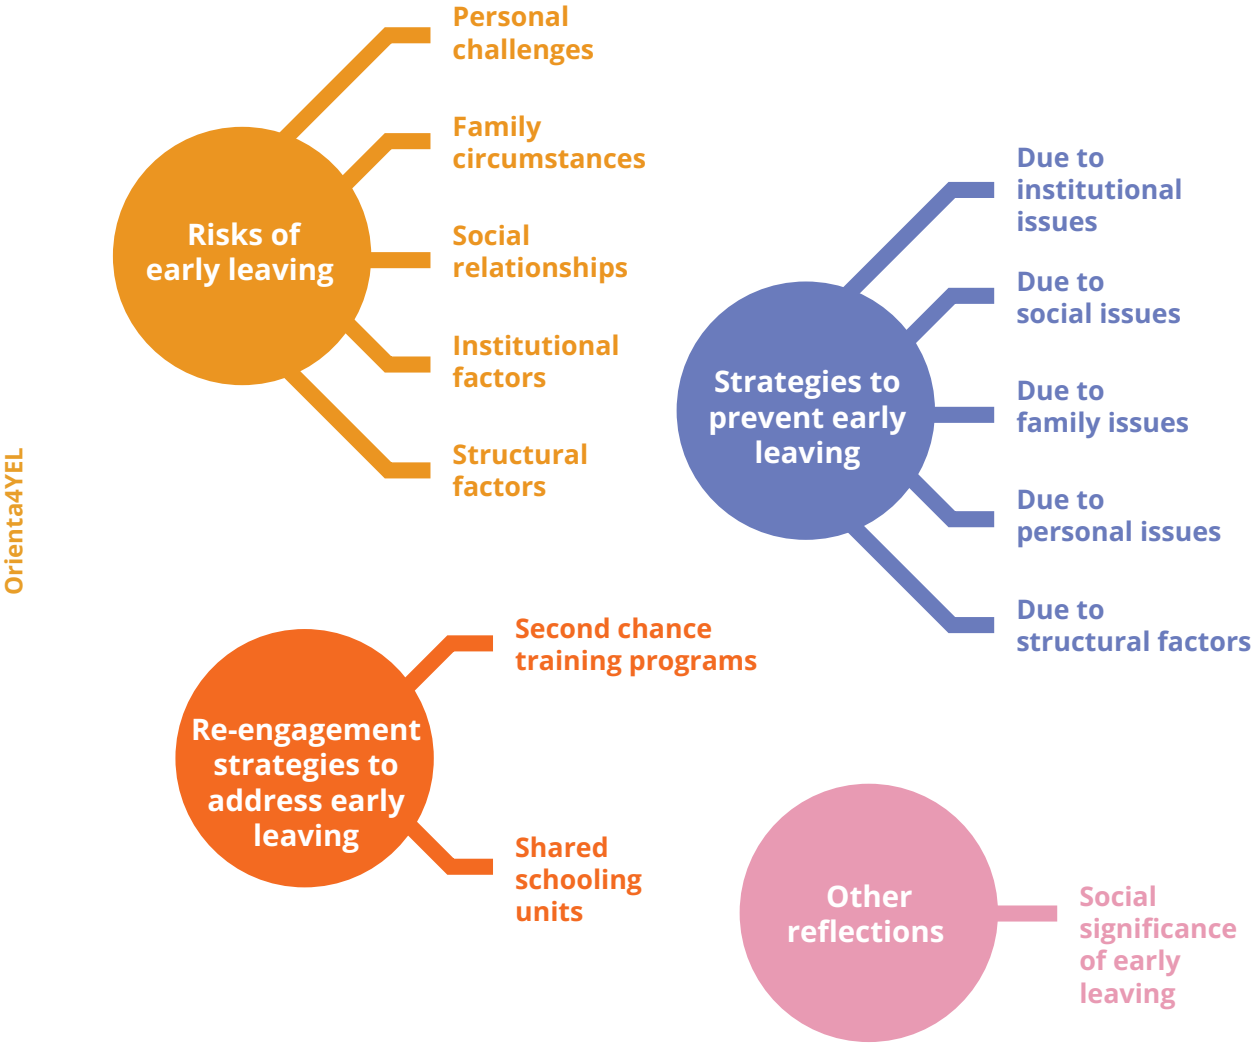 Orienta4YEL
Risks of
early leaving
Personal
challenges
Family
circumstances
Social
relationships
Institutional
factors
Structural
factors
Strategies to
prevent early
leaving
Due to
institutional
issues
Due to
social issues
Due to
family issues
Due to
personal issues
Due to
structural factors
Re-engagement
strategies to
address early
leaving
Second chance
training programs
Shared
schooling
units
Other
reflections
Social
significance
of early
leaving